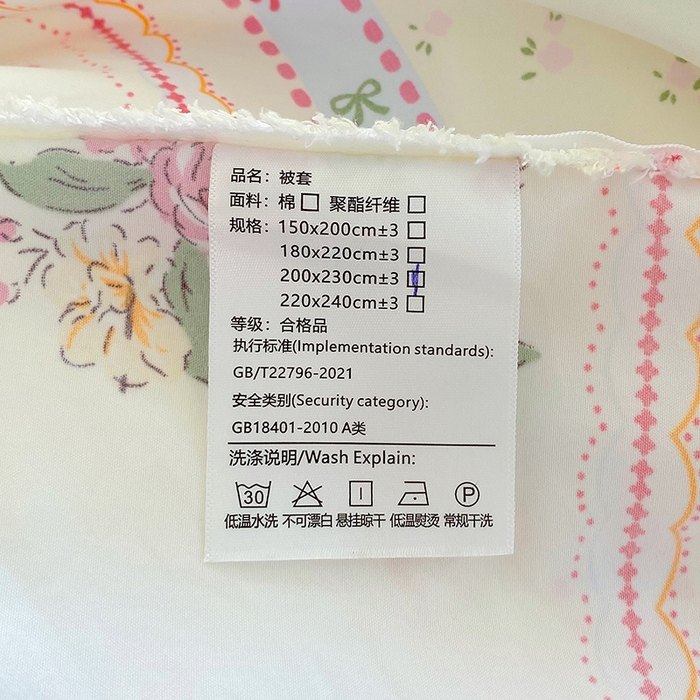 品名：被套
面料：棉□ 聚酯纤维□
规格：150x200cm±3 □
180x220cm±3 □
200x230cm±3 □
220x240cm±3 □
等级：合格品
执行标准(Implementation standards):
GB/T22796-2021
安全类别(Security category):
GB18401-2010 A类
洗涤说明/Wash Explain:
30 P
低温水洗 不可漂白 悬挂晾干 低温熨烫 常规干洗